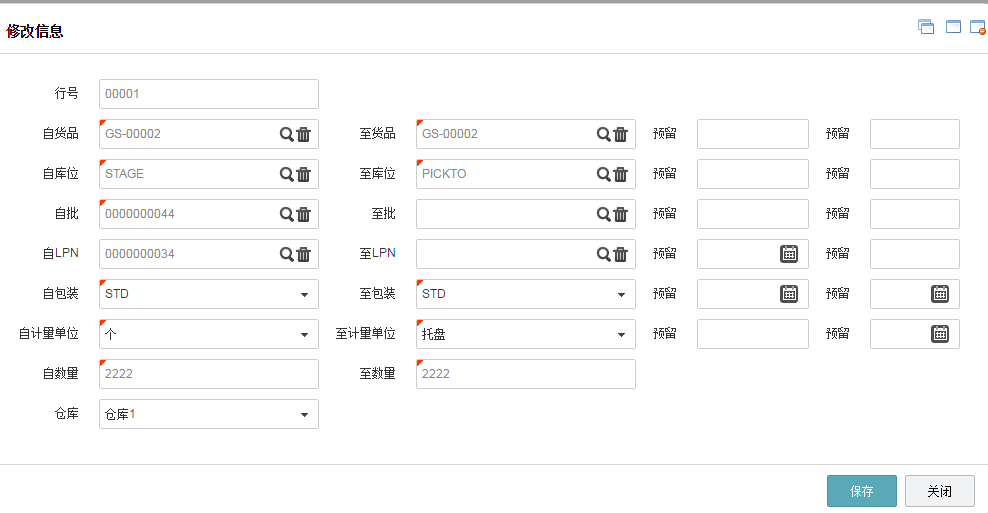 修改信息
行号 00001
自货品 GS-00002 至货品 GS-00002 预留 预留
自库位 STAGE 至库位 PICKTO 预留 预留
自批 0000000044 至批 预留 预留
自LPN 0000000034 至LPN 预留 预留
自包装 STD 至包装 STD 预留 预留
自计量单位 个 至计量单位 托盘 预留 预留
自数量 2222 至数量 2222
仓库 仓库1
保存 关闭